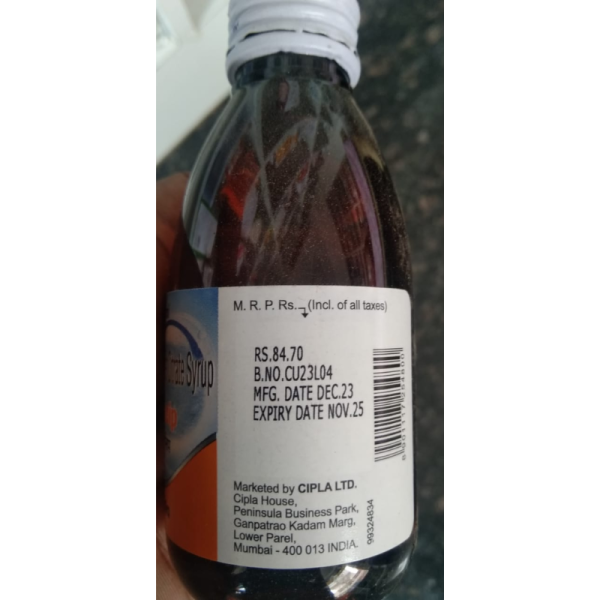 M. R. P. Rs. (Incl. of all taxes)
RS.84.70
B.NO.CU23L04
MFG. DATE DEC.23
EXPIRY DATE NOV.25
Syrup
Marketed by CIPLA LTD.
Cipla House,
Peninsula Business Park,
Ganpatrao Kadam Marg,
Lower Parel,
Mumbai - 400 013 INDIA.
99324834